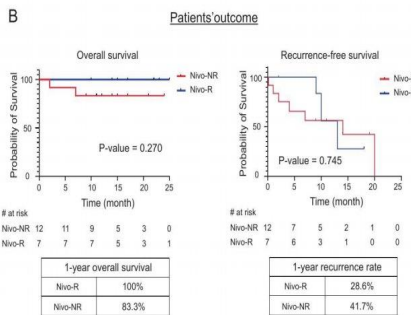 B
Patients'outcome
Overall survival
Nivo-NR
Nivo-R
Probability of Survival
100
50
0
P-value = 0.270
0 5 10 15 20 25
Time (month)
# at risk
Nivo-NR 12 11 9 5 3 0
Nivo-R 7 7 7 5 3 1
1-year overall survival
Nivo-R 100%
Nivo-NR 83.3%
Recurrence-free survival
Nivo-
Nivo-
Probability of Survival
100
50
0
P-value = 0.745
0 5 10 15 20 25
Time (month)
# at risk
Nivo-NR 12 7 5 2 1 0
Nivo-R 7 6 3 1 0 0
1-year recurrence rate
Nivo-R 28.6%
Nivo-NR 41.7%